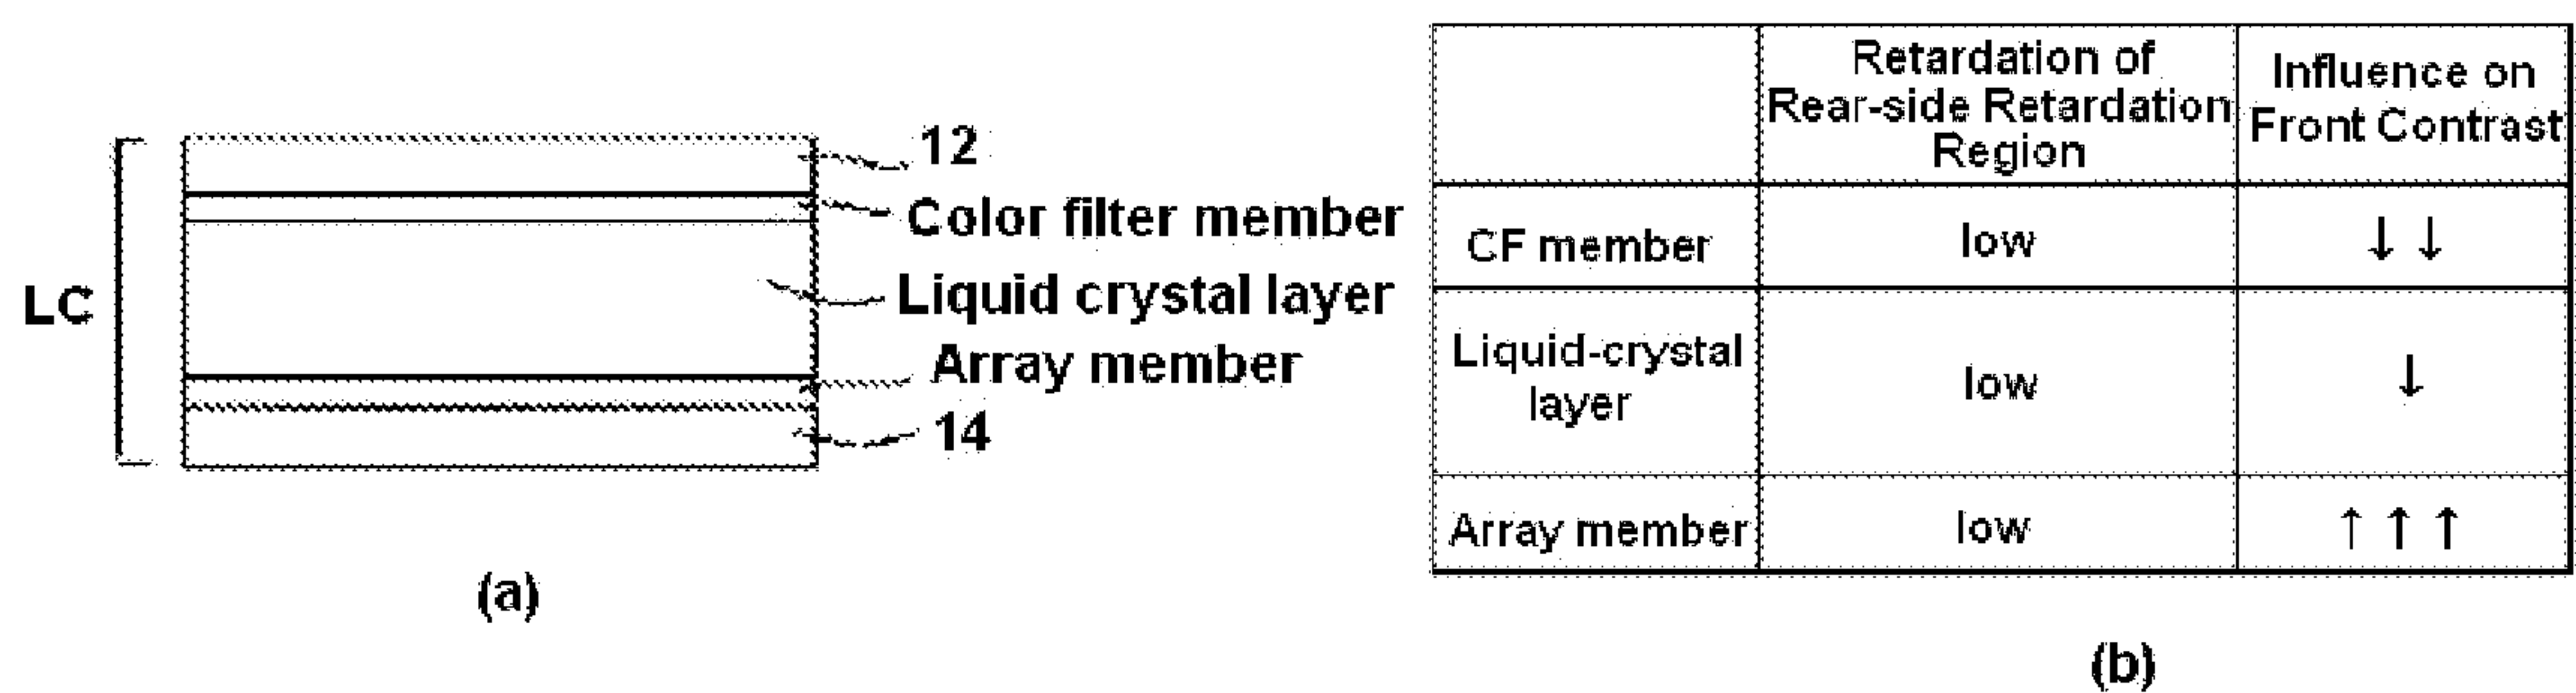 LC
12
Color filter member
Liquid crystal layer
Array member
14
(a)
Retardation of
Rear-side Retardation
Region
Influence on
Front Contrast
CF member
low
↓ ↓
Liquid-crystal
layer
low
↓
Array member
low
↑ ↑ ↑
(b)